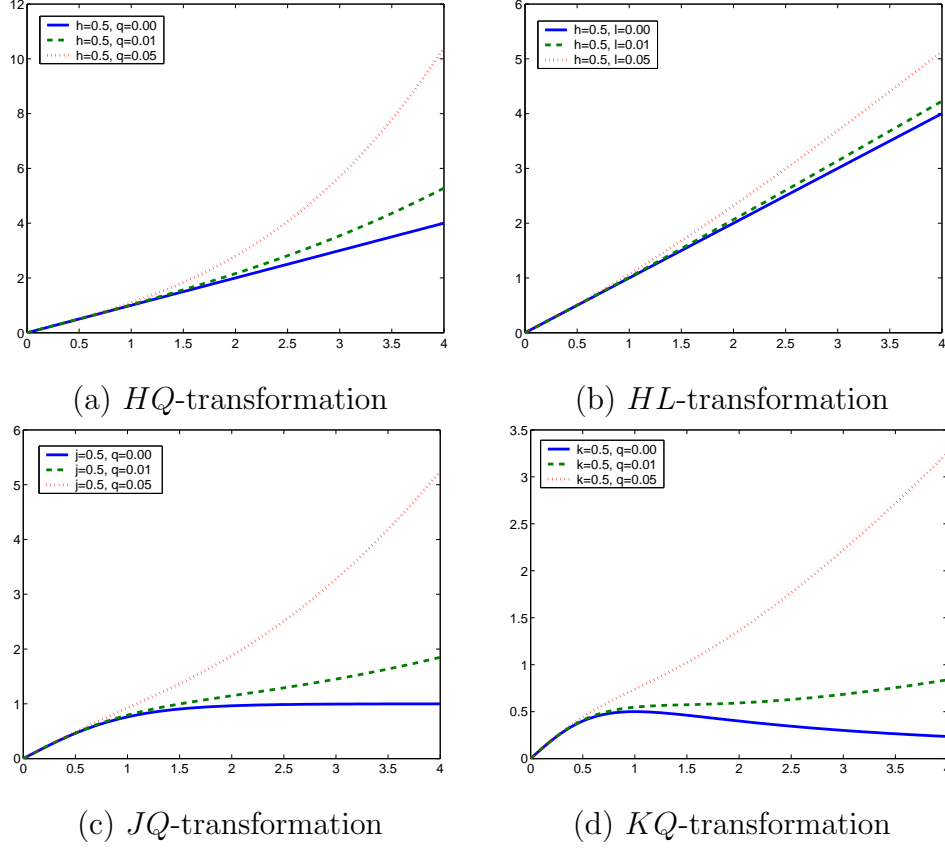 12
10
8
6
4
2
0
0 0.5 1 1.5 2 2.5 3 3.5 4
h=0.5, q=0.00
h=0.5, q=0.01
h=0.5, q=0.05
(a) HQ-transformation
6
5
4
3
2
1
0
0 0.5 1 1.5 2 2.5 3 3.5 4
h=0.5, l=0.00
h=0.5, l=0.01
h=0.5, l=0.05
(b) HL-transformation
6
5
4
3
2
1
0
0 0.5 1 1.5 2 2.5 3 3.5 4
j=0.5, q=0.00
j=0.5, q=0.01
j=0.5, q=0.05
(c) JQ-transformation
3.5
3
2.5
2
1.5
1
0.5
0
0 0.5 1 1.5 2 2.5 3 3.5 4
k=0.5, q=0.00
k=0.5, q=0.01
k=0.5, q=0.05
(d) KQ-transformation